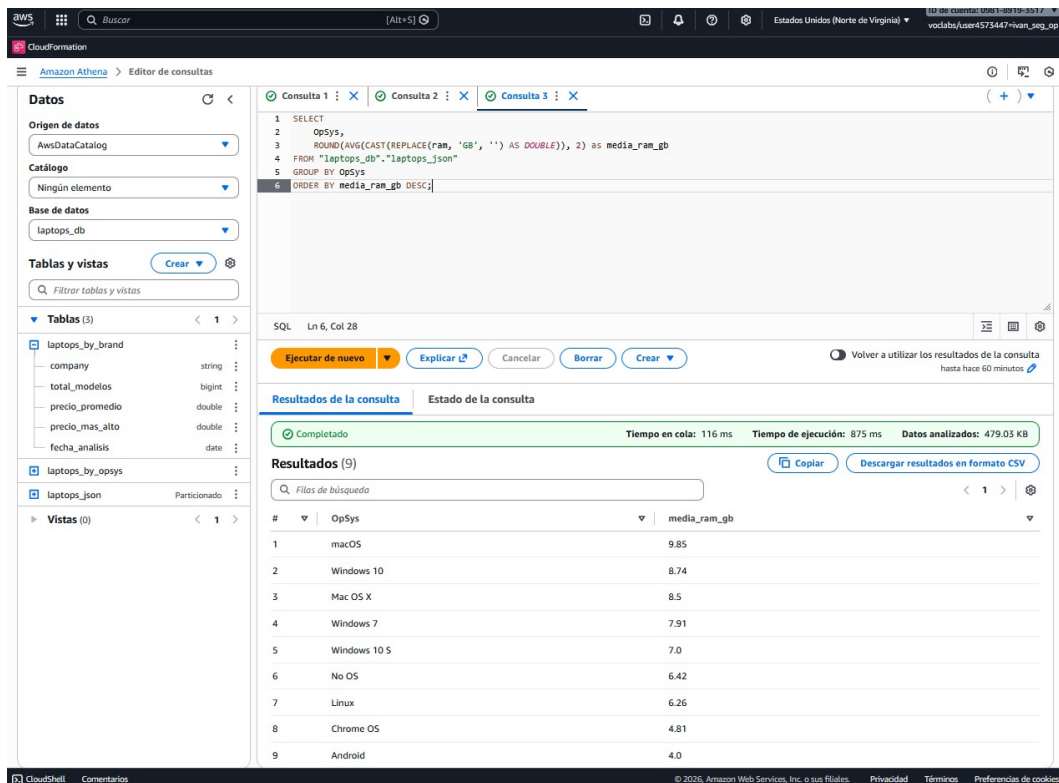 aws
Buscar
[Alt+S]
Estados Unidos (Norte de Virginia)
ID de cuenta: 0981-8919-3517
voclabs/user4573447=ivan_seg_op
CloudFormation
Amazon Athena > Editor de consultas
Datos
Origen de datos
AwsDataCatalog
Catálogo
Ningún elemento
Base de datos
laptops_db
Tablas y vistas
Crear
Filtrar tablas y vistas
Tablas (3)
< 1 >
laptops_by_brand
company string
total_modelos bigint
precio_promedio double
precio_mas_alto double
fecha_analisis date
laptops_by_opsys
laptops_json Particionado
Vistas (0)
< 1 >
Consulta 1
Consulta 2
Consulta 3
1 SELECT
2 OpSys,
3 ROUND(AVG(CAST(REPLACE(ram, 'GB', '') AS DOUBLE)), 2) as media_ram_gb
4 FROM "laptops_db"."laptops_json"
5 GROUP BY OpSys
6 ORDER BY media_ram_gb DESC;
SQL Ln 6, Col 28
Ejecutar de nuevo
Explicar
Cancelar
Borrar
Crear
Volver a utilizar los resultados de la consulta
hasta hace 60 minutos
Resultados de la consulta
Estado de la consulta
Completado
Tiempo en cola: 116 ms
Tiempo de ejecución: 875 ms
Datos analizados: 479.03 KB
Resultados (9)
Copiar
Descargar resultados en formato CSV
Filas de búsqueda
< 1 >
# OpSys media_ram_gb
1 macOS 9.85
2 Windows 10 8.74
3 Mac OS X 8.5
4 Windows 7 7.91
5 Windows 10 S 7.0
6 No OS 6.42
7 Linux 6.26
8 Chrome OS 4.81
9 Android 4.0
CloudShell
Comentarios
© 2026, Amazon Web Services, Inc. o sus filiales.
Privacidad
Términos
Preferencias de cookies